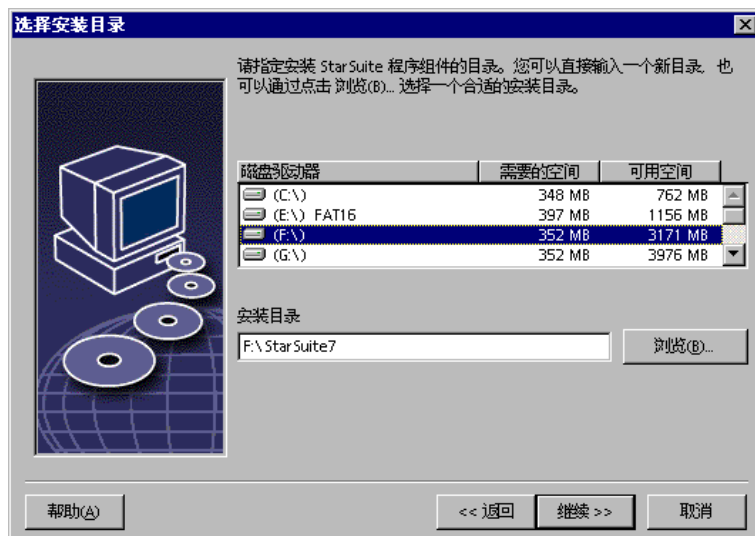 选择安装目录
请指定安装 StarSuite 程序组件的目录。您可以直接输入一个新目录, 也
可以通过点击 浏览(B)... 选择一个合适的安装目录。
磁盘驱动器 需要的空间 可用空间
(C:\) 348 MB 762 MB
(E:\) FAT16 397 MB 1156 MB
(F:\) 352 MB 3171 MB
(G:\) 352 MB 3976 MB
安装目录
F:\StarSuite7
浏览(B)...
帮助(A)
<< 返回
继续 >>
取消